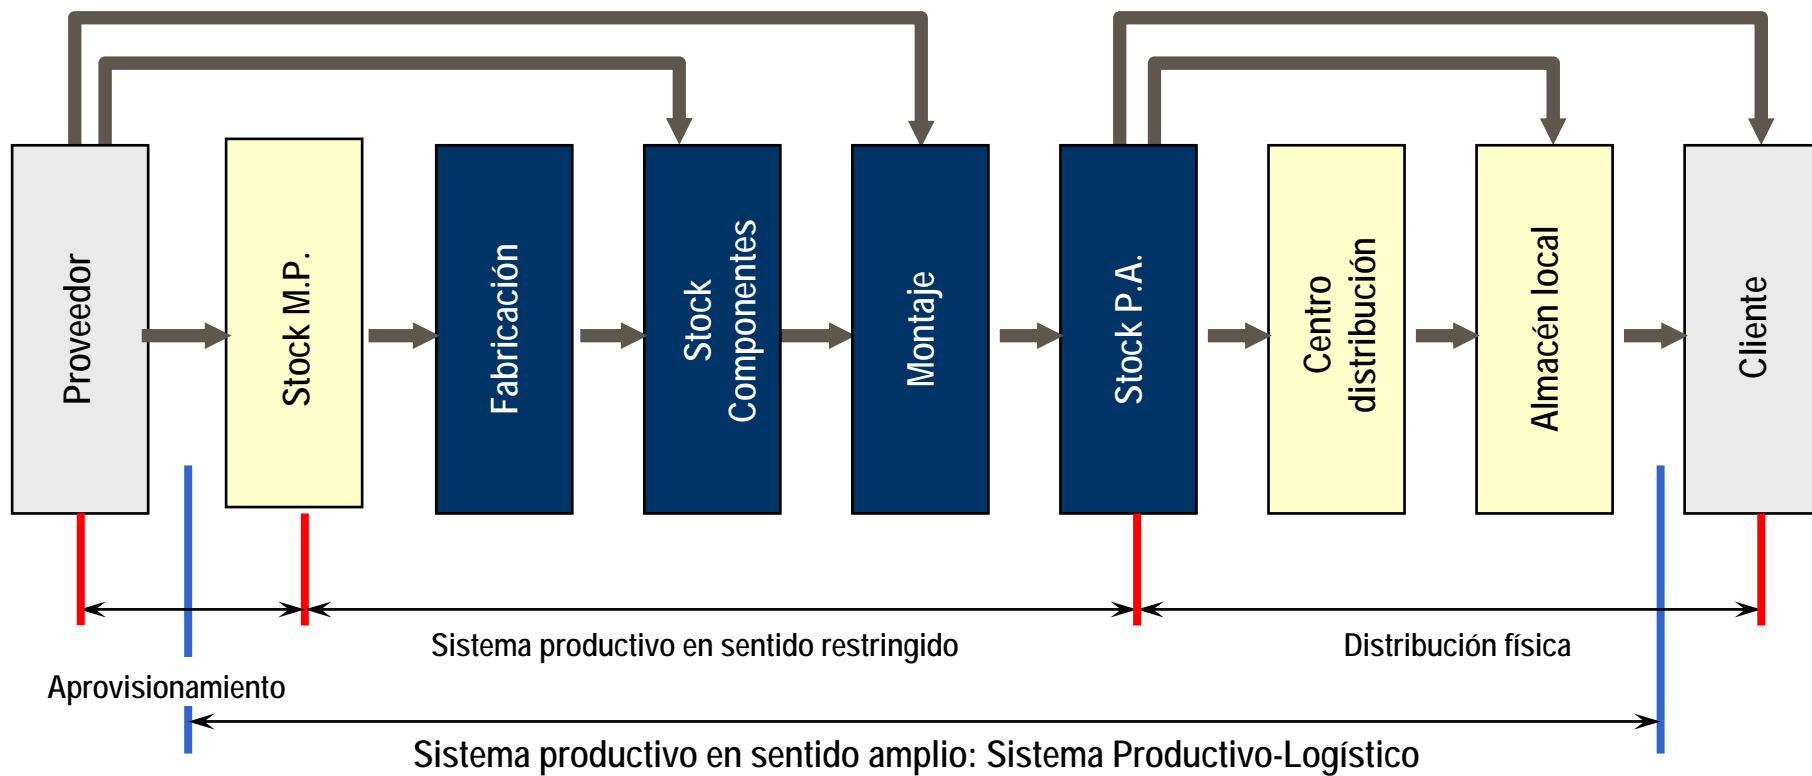 Proveedor
Stock M.P.
Fabricación
Stock
Componentes
Montaje
Stock P.A.
Centro
distribución
Almacén local
Cliente
Sistema productivo en sentido restringido
Distribución física
Aprovisionamiento
Sistema productivo en sentido amplio: Sistema Productivo-Logístico